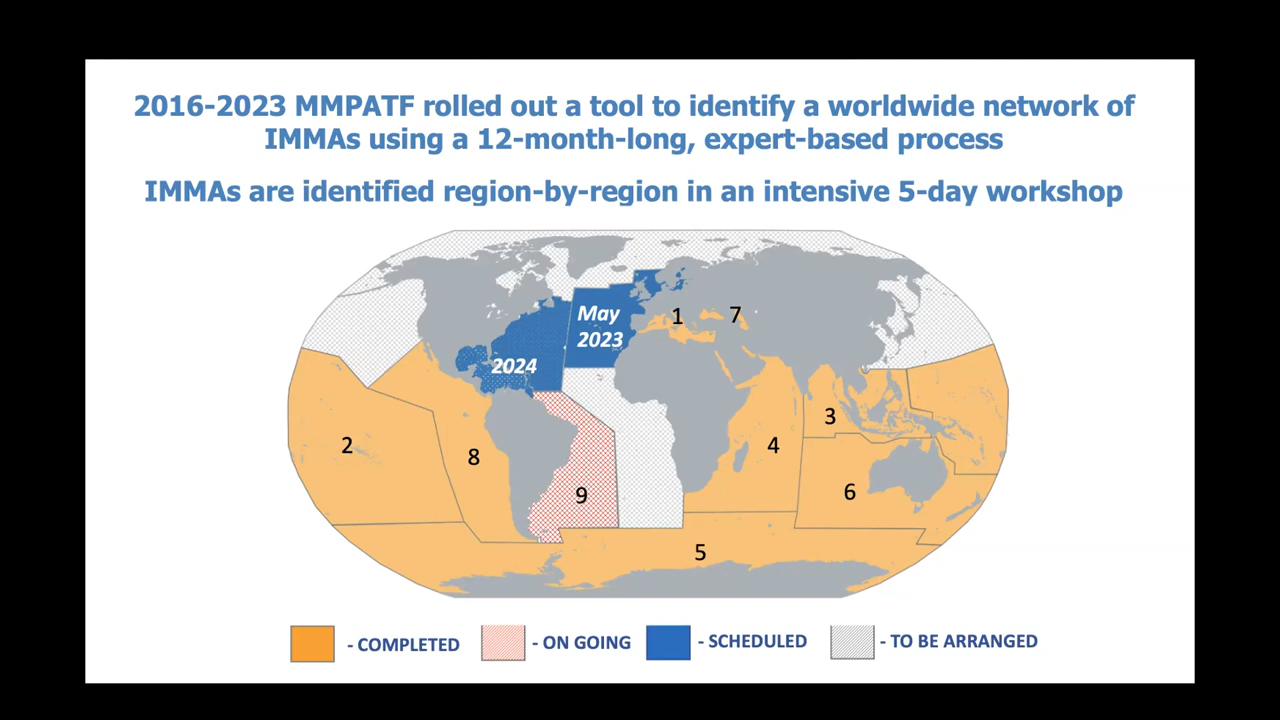 2016-2023 MMPATF rolled out a tool to identify a worldwide network of
IMMAs using a 12-month-long, expert-based process
IMMAs are identified region-by-region in an intensive 5-day workshop
May
2023
1
7
2024
3
2
4
8
6
9
5
- COMPLETED
- ON GOING
- SCHEDULED
- TO BE ARRANGED